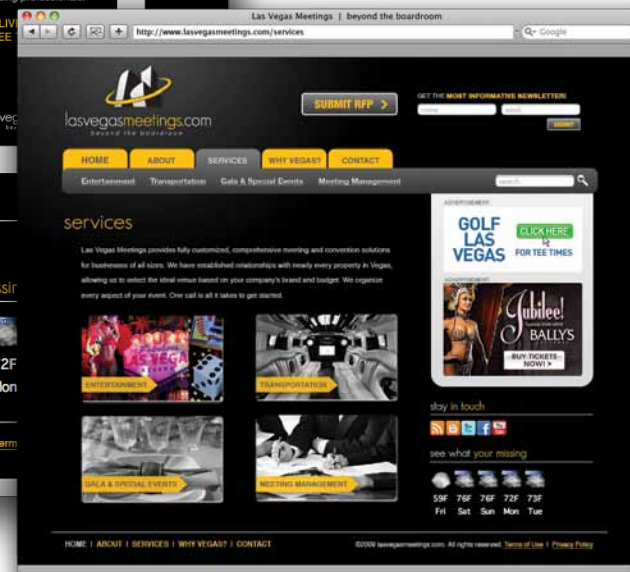 Las Vegas Meetings | beyond the boardroom
http://www.lasvegasmeetings.com/services
Google
lasvegasmeetings.com
beyond the boardroom
SUBMIT RFP >
GET THE MOST INFORMATIVE NEWSLETTER!
SUBMIT
HOME ABOUT SERVICES WHY VEGAS? CONTACT
Entertainment Transportation Gala & Special Events Meeting Management
search
services
Las Vegas Meetings provides fully customized, comprehensive meeting and convention solutions
for businesses of all sizes. We have established relationships with nearly every property in Vegas,
allowing us to select the ideal venue based on your company's brand and budget. We organize
every aspect of your event. One call is all it takes to get started.
ENTERTAINMENT
TRANSPORTATION
GALA & SPECIAL EVENTS
MEETING MANAGEMENT
ADVERTISEMENT
GOLF
LAS
VEGAS
CLICK HERE
FOR TEE TIMES
ADVERTISEMENT
Jubilee!
BALLY'S
BUY TICKETS
NOW! >
stay in touch
see what your missing
59F 76F 76F 72F 73F
Fri Sat Sun Mon Tue
HOME | ABOUT | SERVICES | WHY VEGAS? | CONTACT
©2009 lasvegasmeetings.com. All rights reserved. Terms of Use | Privacy Policy